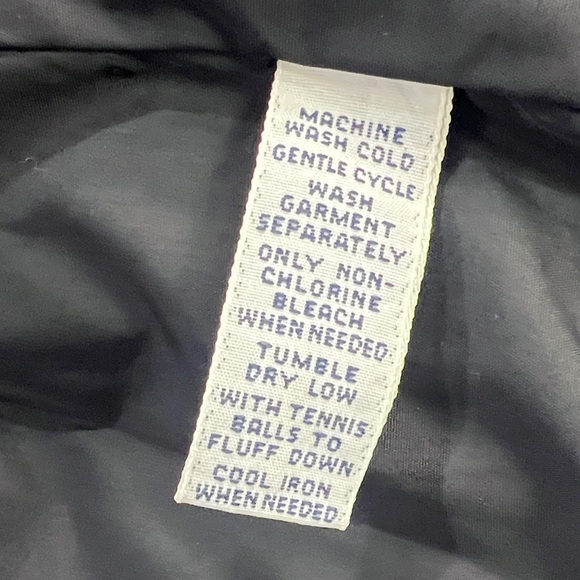 MACHINE
WASH COLD
GENTLE CYCLE
WASH
GARMENT
SEPARATELY
ONLY NON-
CHLORINE
BLEACH
WHEN NEEDED
TUMBLE
DRY LOW
WITH TENNIS
BALLS TO
FLUFF DOWN
COOL IRON
WHEN NEEDED